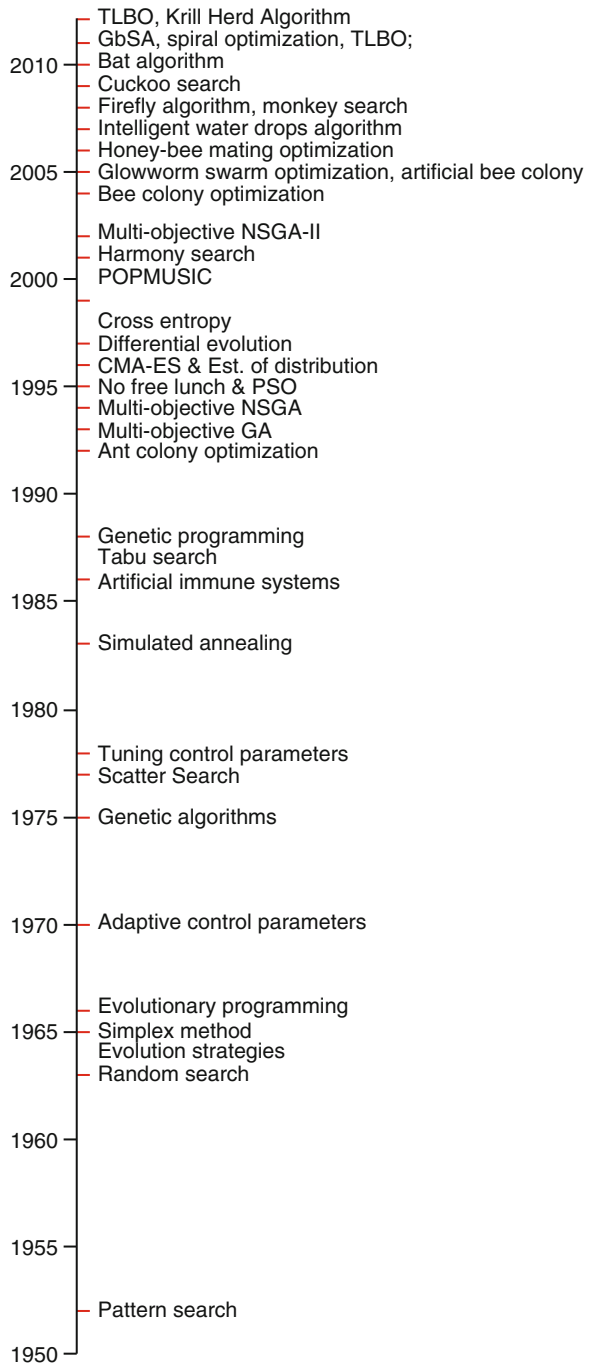 TLBO, Krill Herd Algorithm
GbSA, spiral optimization, TLBO;
2010 Bat algorithm
Cuckoo search
Firefly algorithm, monkey search
Intelligent water drops algorithm
Honey-bee mating optimization
2005 Glowworm swarm optimization, artificial bee colony
Bee colony optimization
Multi-objective NSGA-II
Harmony search
2000 POPMUSIC
Cross entropy
Differential evolution
CMA-ES & Est. of distribution
1995 No free lunch & PSO
Multi-objective NSGA
Multi-objective GA
Ant colony optimization
1990
Genetic programming
Tabu search
Artificial immune systems
1985
Simulated annealing
1980
Tuning control parameters
Scatter Search
1975 Genetic algorithms
1970 Adaptive control parameters
Evolutionary programming
1965 Simplex method
Evolution strategies
Random search
1960
1955
Pattern search
1950